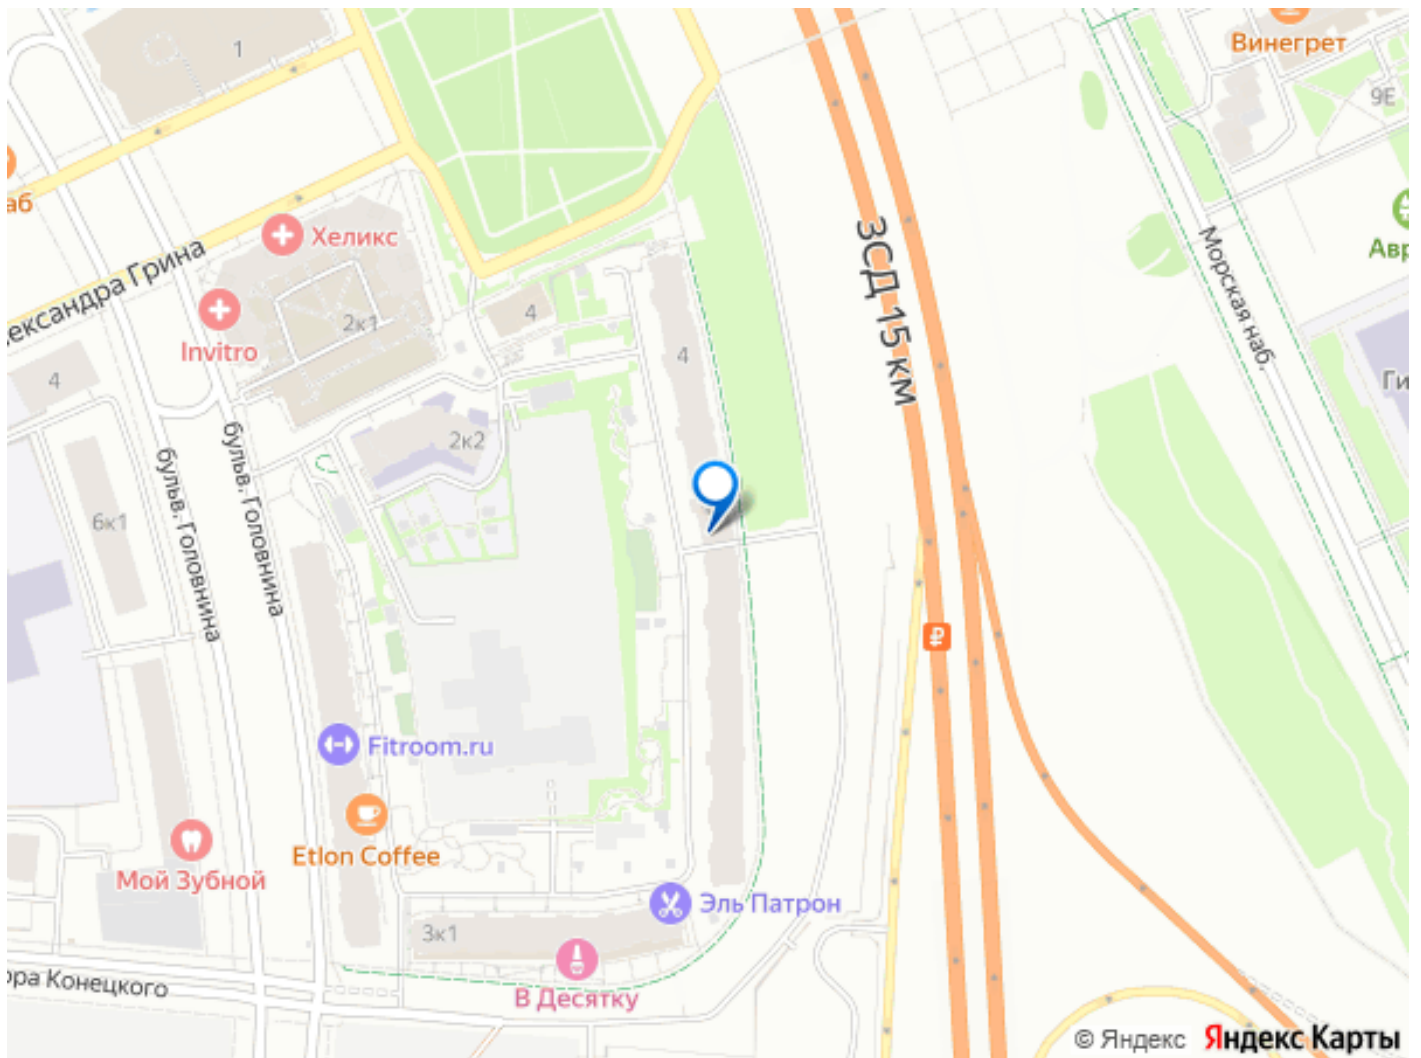 1
Винегрет
9Е
аб
Хеликс
ександра Грина
Invitro
2к1
4
4
4
ЗСД 15 км
Морская наб.
Авр
Ги
2к2
бульв. Головнина
бульв. Головнина
6к1
Fitroom.ru
Etlon Coffee
Мой Зубной
Эль Патрон
3к1
В Десятку
ора Конецкого
© Яндекс Яндекс Карты